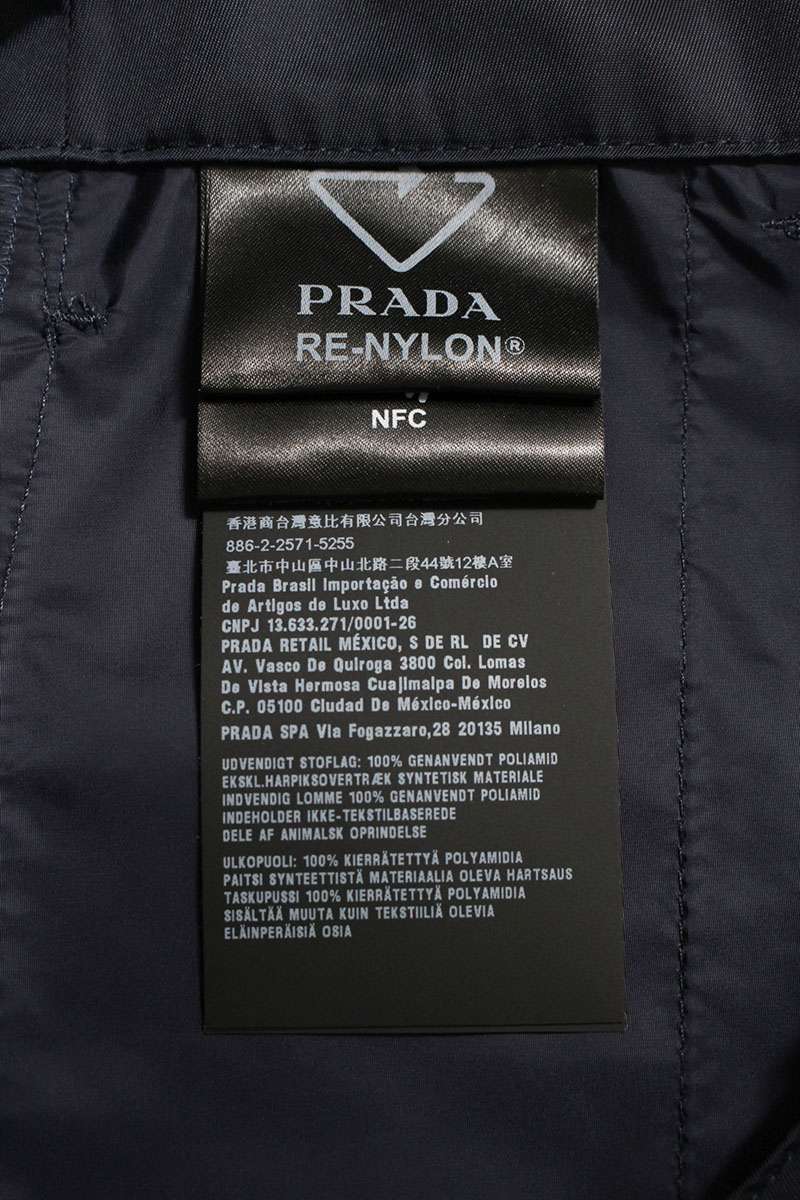 PRADA
RE-NYLON®
NFC
香港商台灣意比有限公司台灣分公司
886-2-2571-5255
臺北市中山區中山北路二段44號12樓A室
Prada Brasil Importação e Comércio
de Artigos de Luxo Ltda
CNPJ 13.633.271/0001-26
PRADA RETAIL MÉXICO, S DE RL DE CV
AV. Vasco De Quiroga 3800 Col. Lomas
De Vista Hermosa Cuajimalpa De Morelos
C.P. 05100 Ciudad De México-México
PRADA SPA Via Fogazzaro,28 20135 Milano
UDVENDIGT STOFLAG: 100% GENANVENDT POLIAMID
EKSKL.HARPIKSOVERTRÆK SYNTETISK MATERIALE
INDVENDIG LOMME 100% GENANVENDT POLIAMID
INDEHOLDER IKKE-TEKSTILBASEREDE
DELE AF ANIMALSK OPRINDELSE
ULKOPUOLI: 100% KIERRÄTETTYÄ POLYAMIDIA
PAITSI SYNTEETTISTÄ MATERIAALIA OLEVA HARTSAUS
TASKUPUSSI 100% KIERRÄTETTYÄ POLYAMIDIA
SISÄLTÄÄ MUUTA KUIN TEKSTIILIÄ OLEVIA
ELÄINPERÄISIÄ OSIA